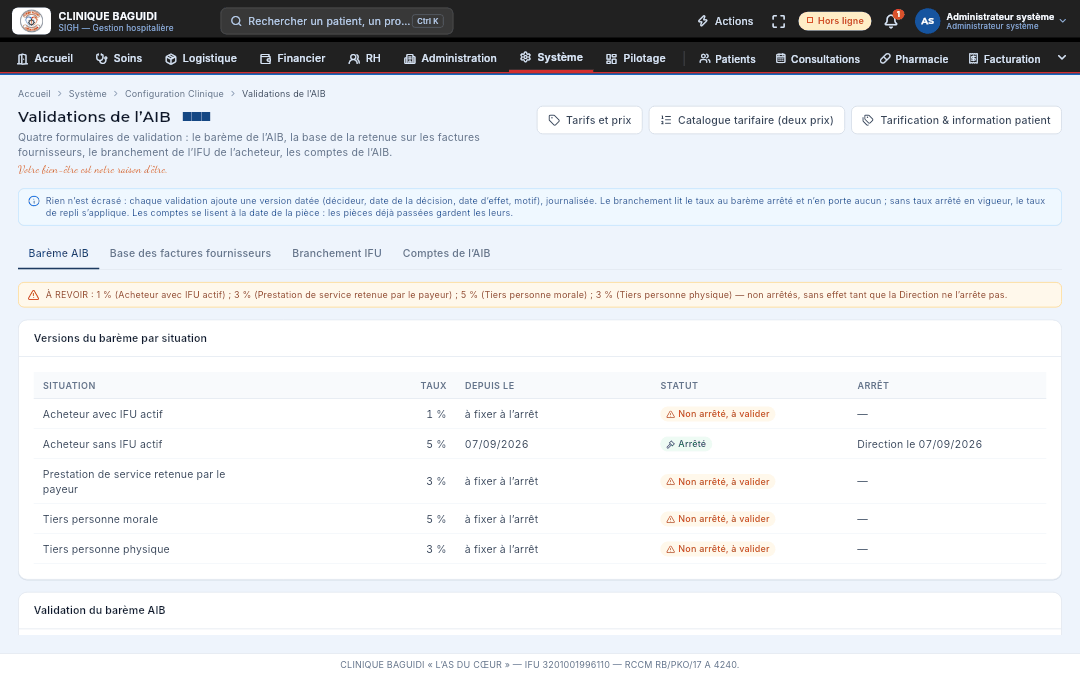 CLINIQUE BAGUIDI
SIGH — Gestion hospitalière
Rechercher un patient, un pro... Ctrl K
Actions
Hors ligne
1
AS
Administrateur système
Administrateur système
Accueil Soins Logistique Financier RH Administration Système Pilotage Patients Consultations Pharmacie Facturation
Accueil > Système > Configuration Clinique > Validations de l’AIB
Validations de l’AIB
Quatre formulaires de validation : le barème de l’AIB, la base de la retenue sur les factures
fournisseurs, le branchement de l’IFU de l’acheteur, les comptes de l’AIB.
Votre bien-être est notre raison d'être.
Tarifs et prix
Catalogue tarifaire (deux prix)
Tarification & information patient
Rien n’est écrasé : chaque validation ajoute une version datée (décideur, date de la décision, date d’effet, motif), journalisée. Le branchement lit le taux au barème arrêté et n’en porte aucun ; sans taux arrêté en vigueur, le taux
de repli s’applique. Les comptes se lisent à la date de la pièce : les pièces déjà passées gardent les leurs.
Barème AIB Base des factures fournisseurs Branchement IFU Comptes de l’AIB
À REVOIR : 1 % (Acheteur avec IFU actif) ; 3 % (Prestation de service retenue par le payeur) ; 5 % (Tiers personne morale) ; 3 % (Tiers personne physique) — non arrêtés, sans effet tant que la Direction ne l’arrête pas.
Versions du barème par situation
SITUATION TAUX DEPUIS LE STATUT ARRÊT
Acheteur avec IFU actif 1 % à fixer à l’arrêt Non arrêté, à valider —
Acheteur sans IFU actif 5 % 07/09/2026 Arrêté Direction le 07/09/2026
Prestation de service retenue par le
payeur 3 % à fixer à l’arrêt Non arrêté, à valider —
Tiers personne morale 5 % à fixer à l’arrêt Non arrêté, à valider —
Tiers personne physique 3 % à fixer à l’arrêt Non arrêté, à valider —
Validation du barème AIB
CLINIQUE BAGUIDI « L’AS DU CŒUR » — IFU 3201001996110 — RCCM RB/PKO/17 A 4240.